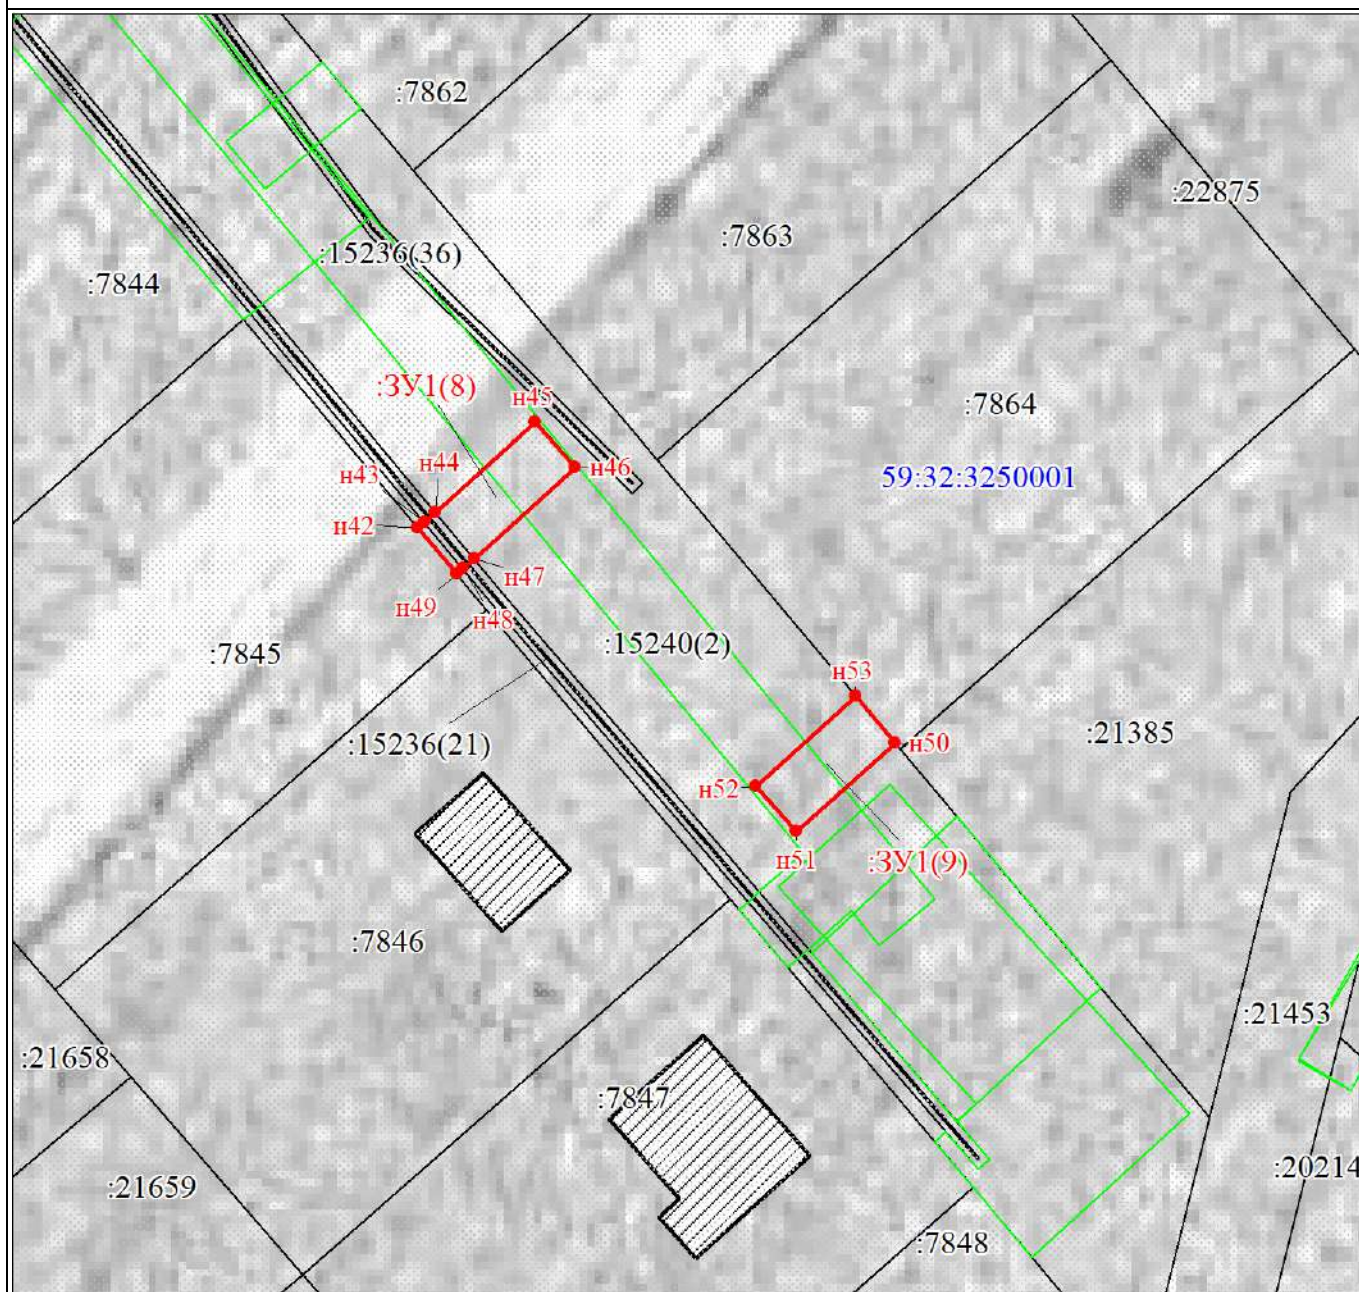 :7862
:22875
:7863
:15236(36)
:7844
:ЗУ1(8)
н45
:7864
н44
н43
н46
59:32:3250001
н42
н47
н49
н48
:15240(2)
:7845
н53
:21385
:15236(21)
н50
н52
н51
:ЗУ1(9)
:7846
:21453
:21658
:7847
:20214
:21659
:7848